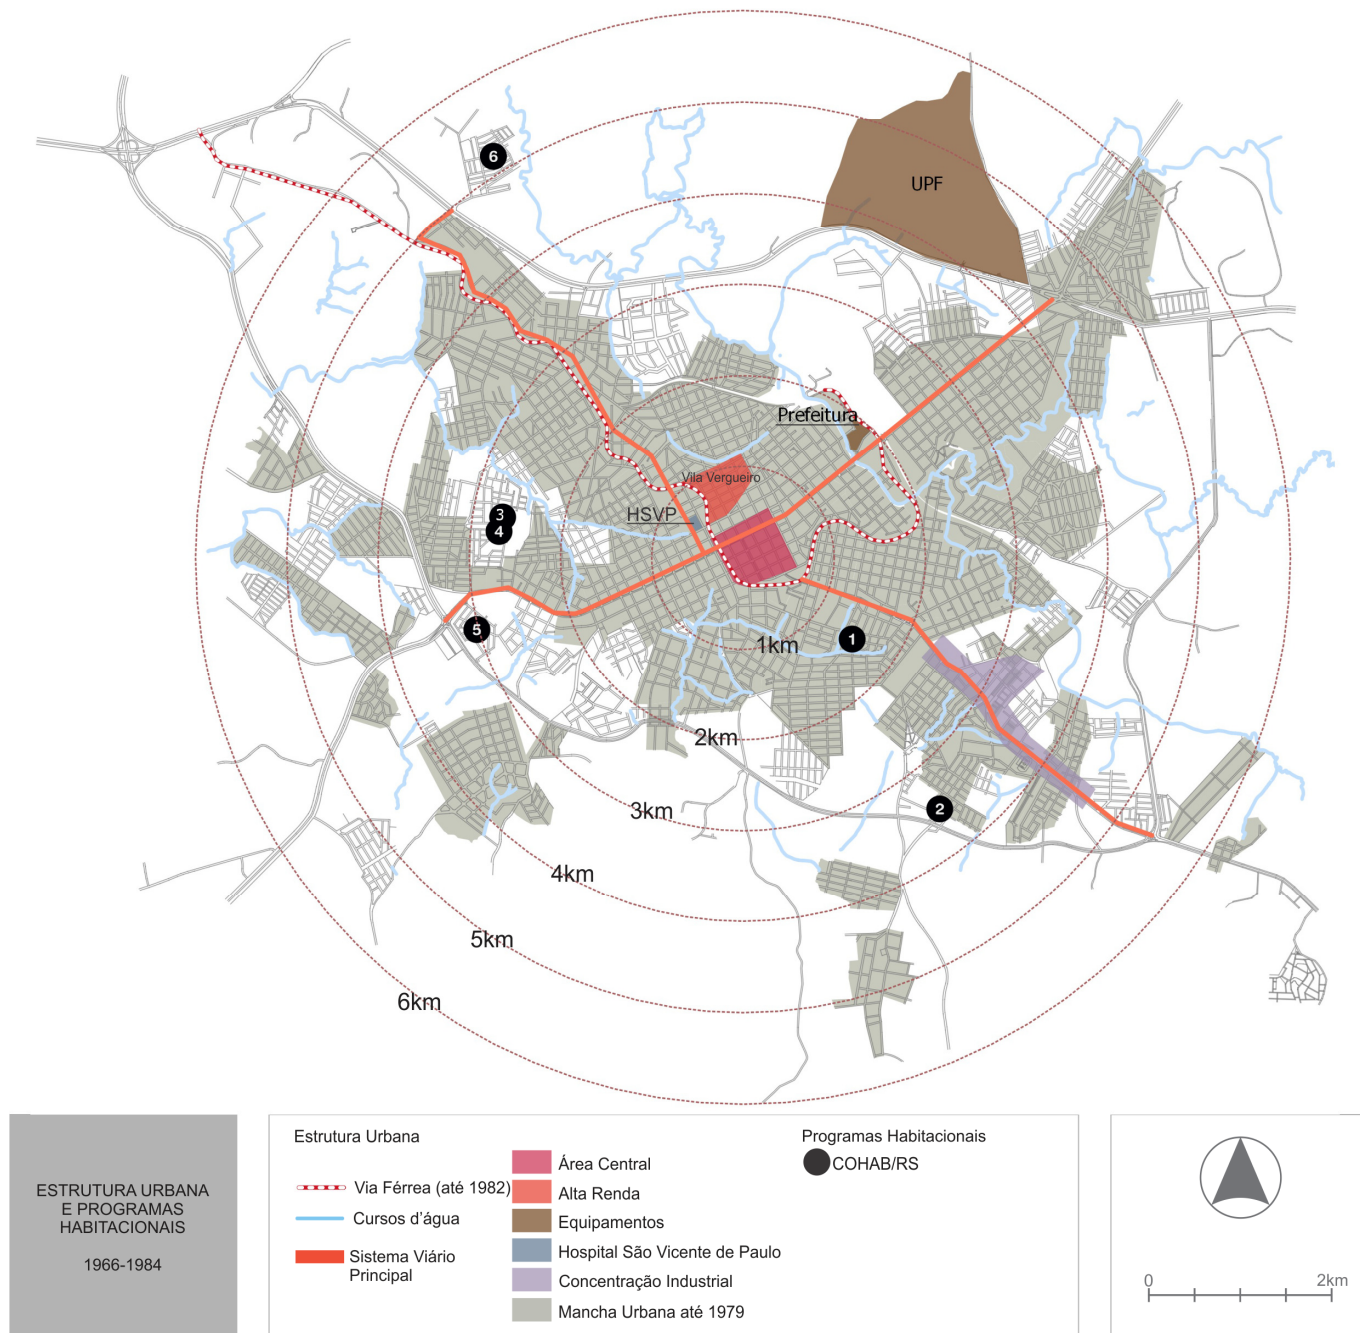 6
UPF
Prefeitura
Vila Vergueiro
HSVP
3
4
5
1
1km
2km
2
3km
4km
5km
6km
ESTRUTURA URBANA
E PROGRAMAS
HABITACIONAIS
1966-1984
Estrutura Urbana
Via Férrea (até 1982)
Cursos d'água
Sistema Viário
Principal
Área Central
Alta Renda
Equipamentos
Hospital São Vicente de Paulo
Concentração Industrial
Mancha Urbana até 1979
Programas Habitacionais
COHAB/RS
0 2km